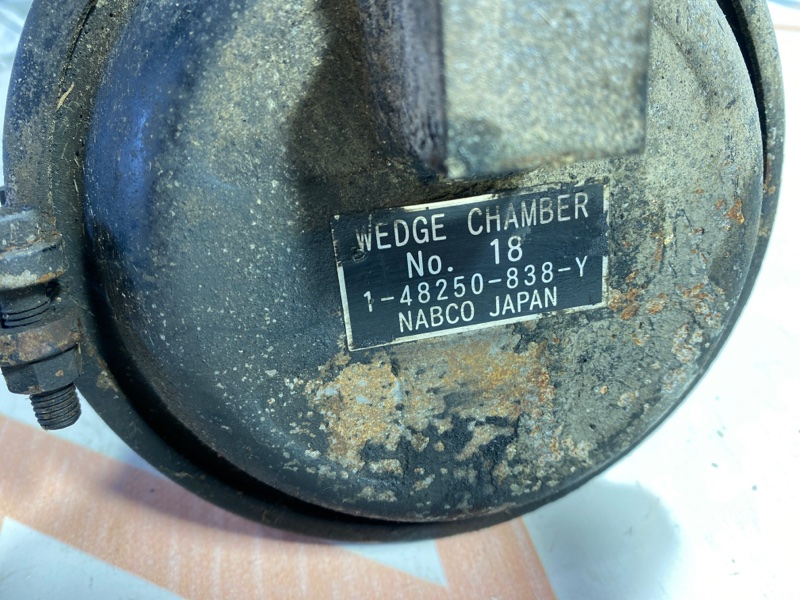 WEDGE CHAMBER
No. 18
1-48250-838-Y
NABCO JAPAN